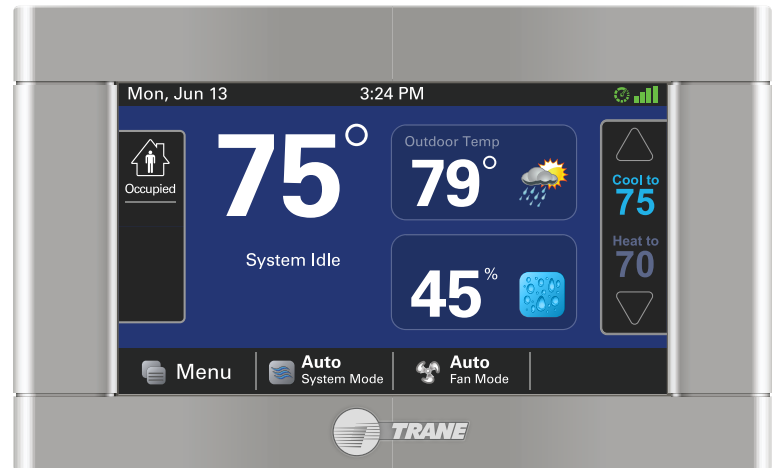 Mon, Jun 13
3:24 PM
Occupied
75°
System Idle
Outdoor Temp
79°
45%
Cool to
75
Heat to
70
Menu
Auto
System Mode
Auto
Fan Mode
TRANE